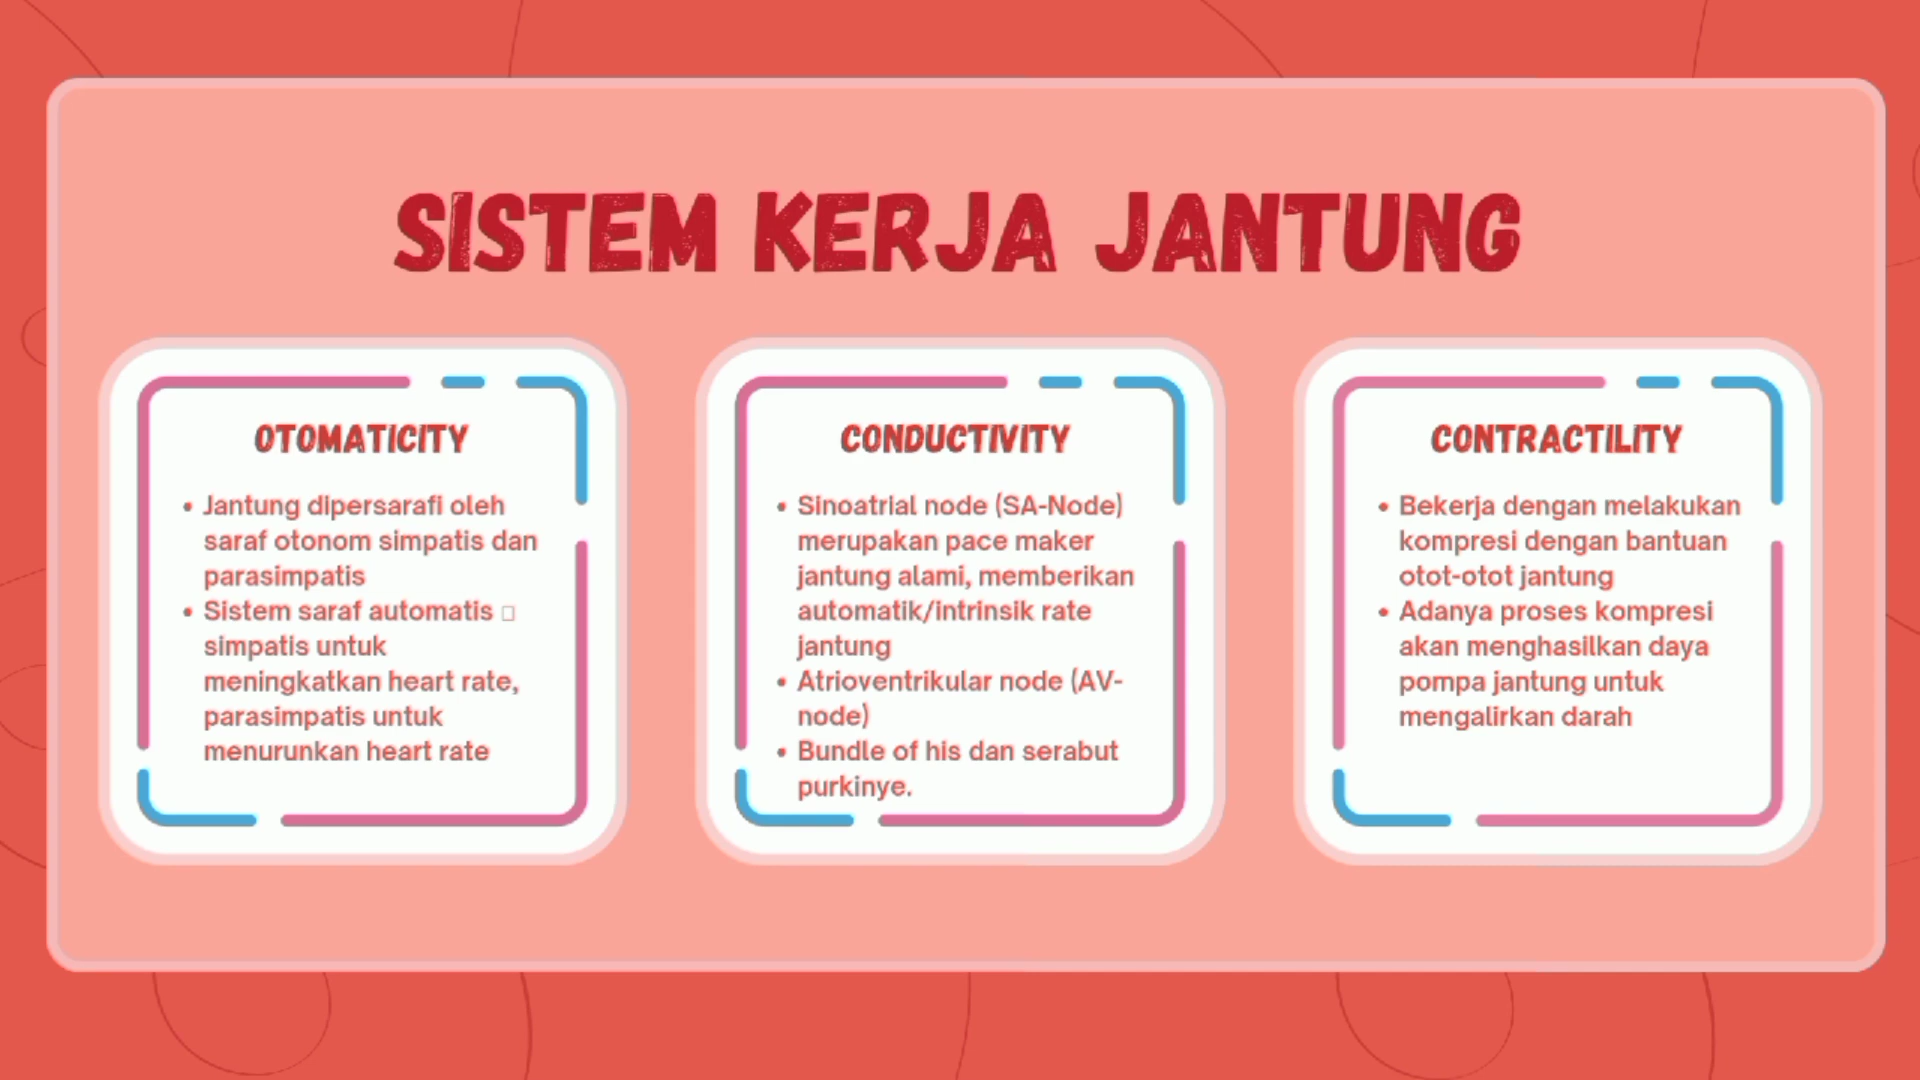 SISTEM KERJA JANTUNG
OTOMATICITY
• Jantung dipersarafi oleh
saraf otonom simpatis dan
parasimpatis
• Sistem saraf automatis □
simpatis untuk
meningkatkan heart rate,
parasimpatis untuk
menurunkan heart rate
CONDUCTIVITY
• Sinoatrial node (SA-Node)
merupakan pace maker
jantung alami, memberikan
automatik/intrinsik rate
jantung
• Atrioventrikular node (AV-
node)
• Bundle of his dan serabut
purkinye.
CONTRACTILITY
• Bekerja dengan melakukan
kompresi dengan bantuan
otot-otot jantung
• Adanya proses kompresi
akan menghasilkan daya
pompa jantung untuk
mengalirkan darah